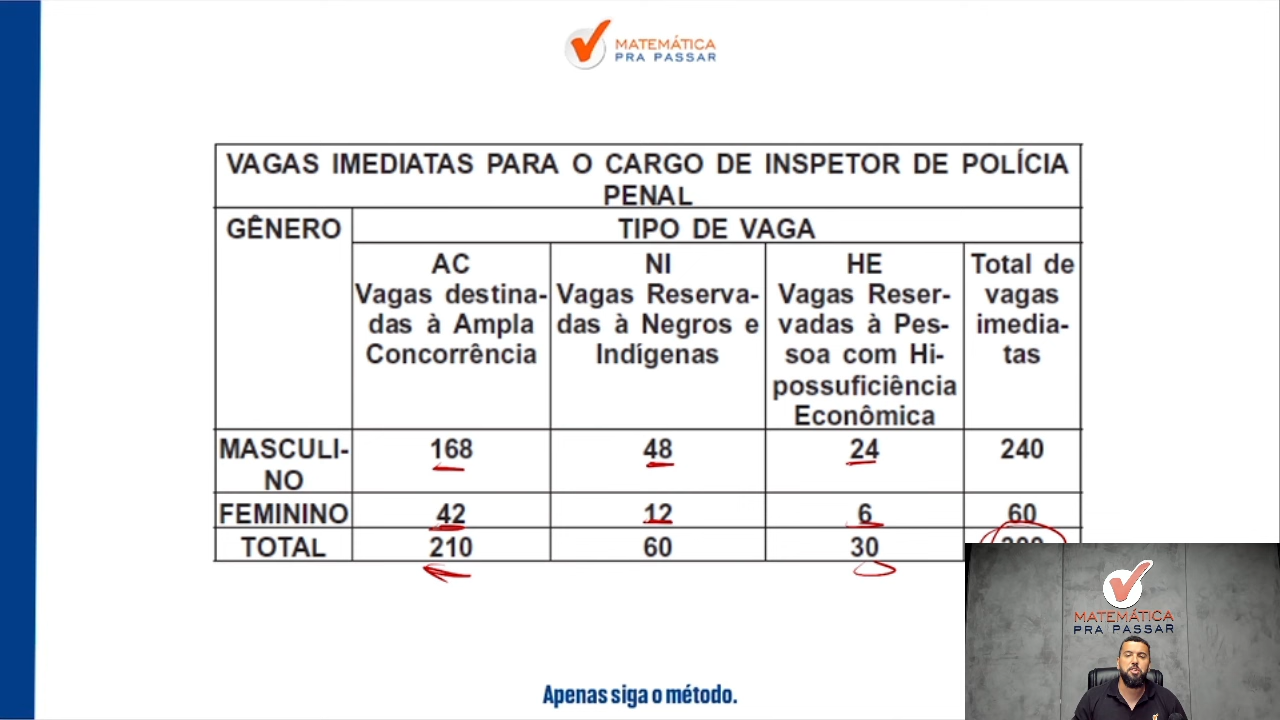 MATEMÁTICA
PRA PASSAR
VAGAS IMEDIATAS PARA O CARGO DE INSPETOR DE POLÍCIA
PENAL
GÊNERO
TIPO DE VAGA
AC
Vagas destina-
das à Ampla
Concorrência
NI
Vagas Reserva-
das à Negros e
Indígenas
HE
Vagas Reser-
vadas à Pes-
soa com Hi-
possuficiência
Econômica
Total de
vagas
imedia-
tas
MASCULI-
NO
168
48
24
240
FEMININO
42
12
6
60
TOTAL
210
60
30
MATEMÁTICA
PRA PASSAR
Apenas siga o método.